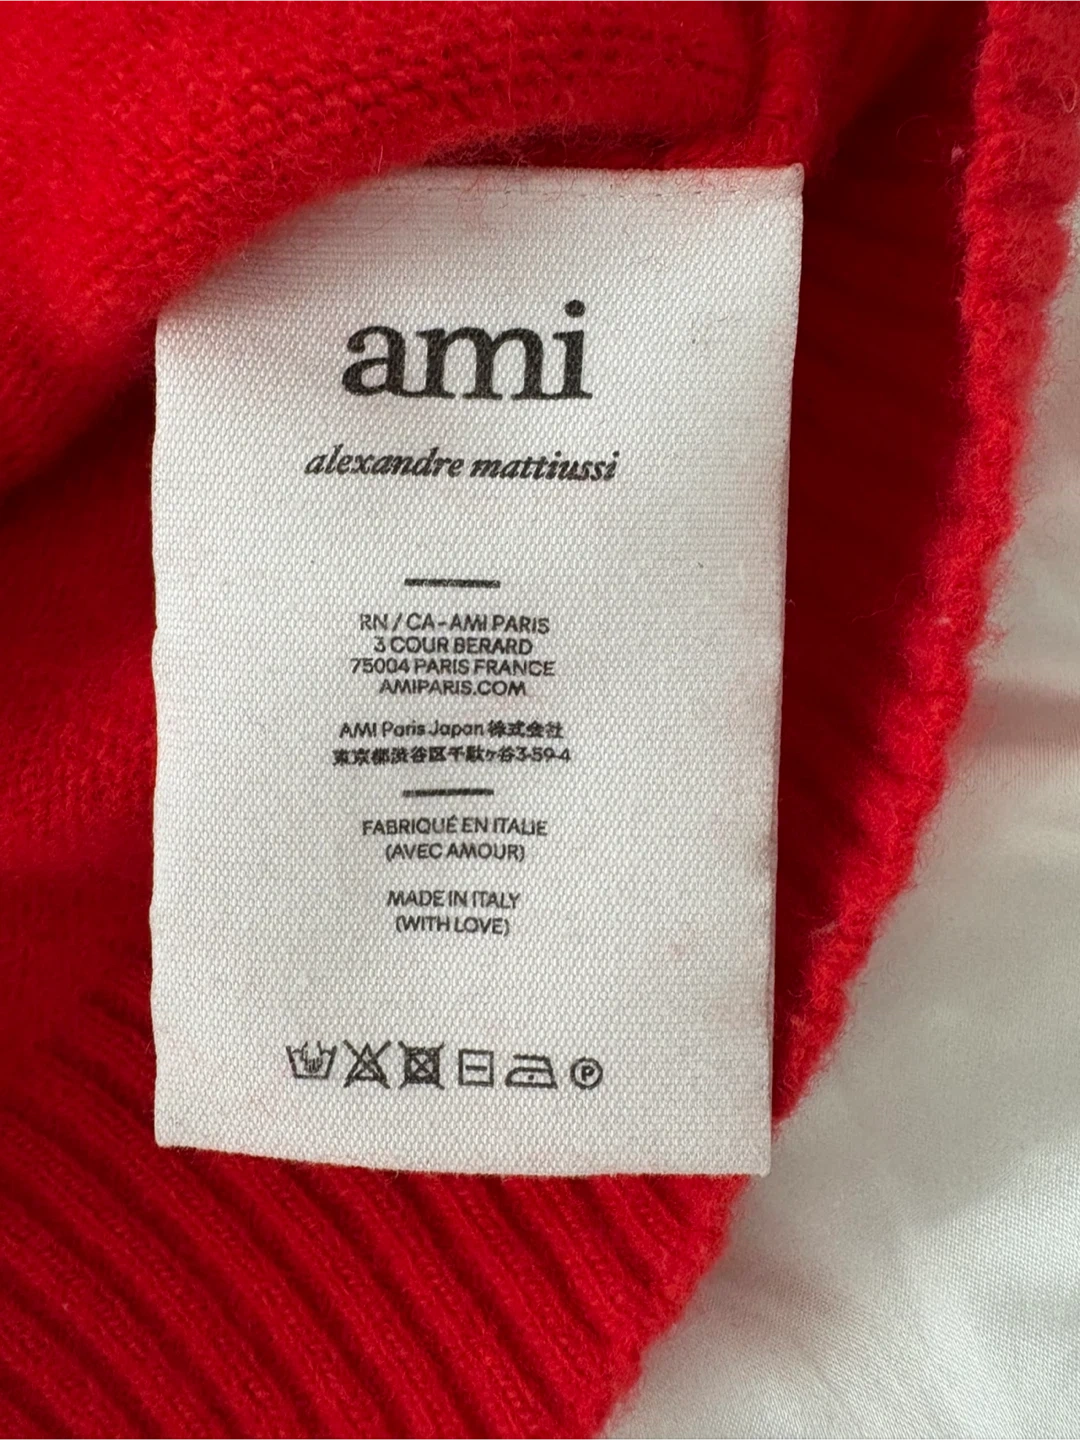 ami
alexandre mattiussi
RN / CA - AMI PARIS
3 COUR BERARD
75004 PARIS FRANCE
AMIPARIS.COM
AMI Paris Japan 株式会社
東京都渋谷区千駄ヶ谷3-59-4
FABRIQUÉ EN ITALIE
(AVEC AMOUR)
MADE IN ITALY
(WITH LOVE)
P